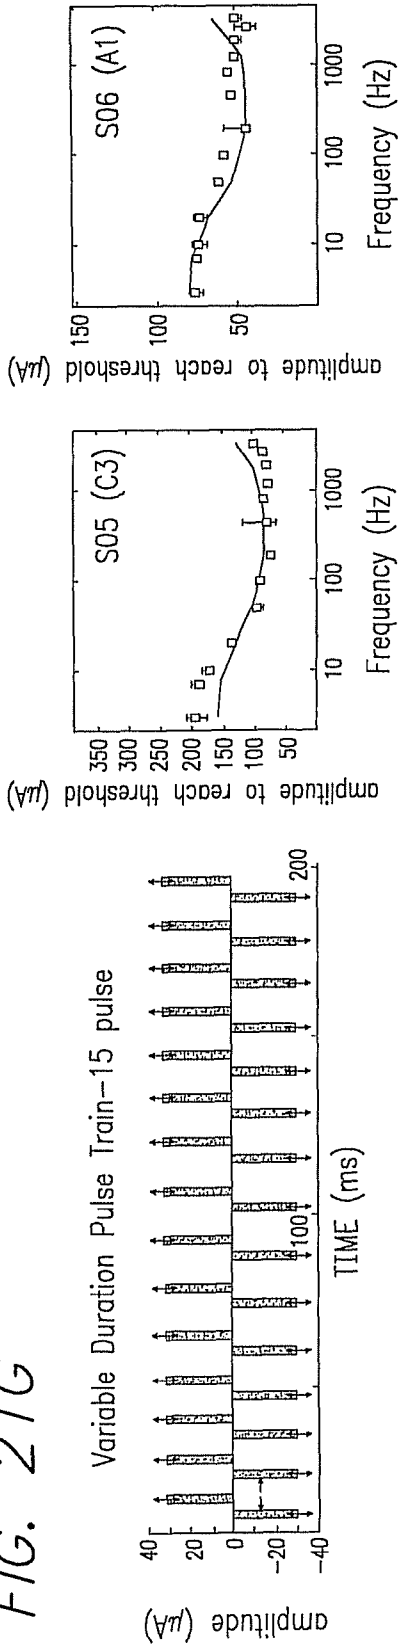 FIG. 21G
Variable Duration Pulse Train-15 pulse
amplitude (µA)
40
20
0
-20
-40
100
200
TIME (ms)
S05 (C3)
amplitude to reach threshold (µA)
350
300
250
200
150
100
50
10
100
1000
Frequency (Hz)
S06 (A1)
amplitude to reach threshold (µA)
150
100
50
10
100
1000
Frequency (Hz)